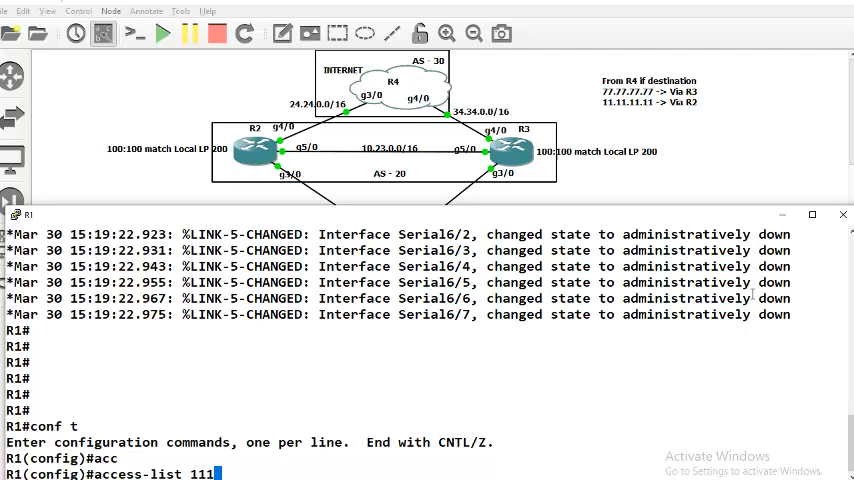 File Edit View Control Node Annotate Tools Help
INTERNET
AS - 30
R4
g3/0
g4/0
From R4 if destination
77.77.77.77 -> Via R3
11.11.11.11 -> Via R2
24.24.0.0/16
34.34.0.0/16
R2
g4/0
g4/0
R3
100:100 match Local LP 200
g5/0
10.23.0.0/16
g5/0
100:100 match Local LP 200
g3/0
AS - 20
g3/0
R1
*Mar 30 15:19:22.923: %LINK-5-CHANGED: Interface Serial6/2, changed state to administratively down
*Mar 30 15:19:22.931: %LINK-5-CHANGED: Interface Serial6/3, changed state to administratively down
*Mar 30 15:19:22.943: %LINK-5-CHANGED: Interface Serial6/4, changed state to administratively down
*Mar 30 15:19:22.955: %LINK-5-CHANGED: Interface Serial6/5, changed state to administratively down
*Mar 30 15:19:22.967: %LINK-5-CHANGED: Interface Serial6/6, changed state to administratively down
*Mar 30 15:19:22.975: %LINK-5-CHANGED: Interface Serial6/7, changed state to administratively down
R1#
R1#
R1#
R1#
R1#
R1#
R1#conf t
Enter configuration commands, one per line. End with CNTL/Z.
R1(config)#acc
R1(config)#access-list 111
Activate Windows
Go to Settings to activate Windows.